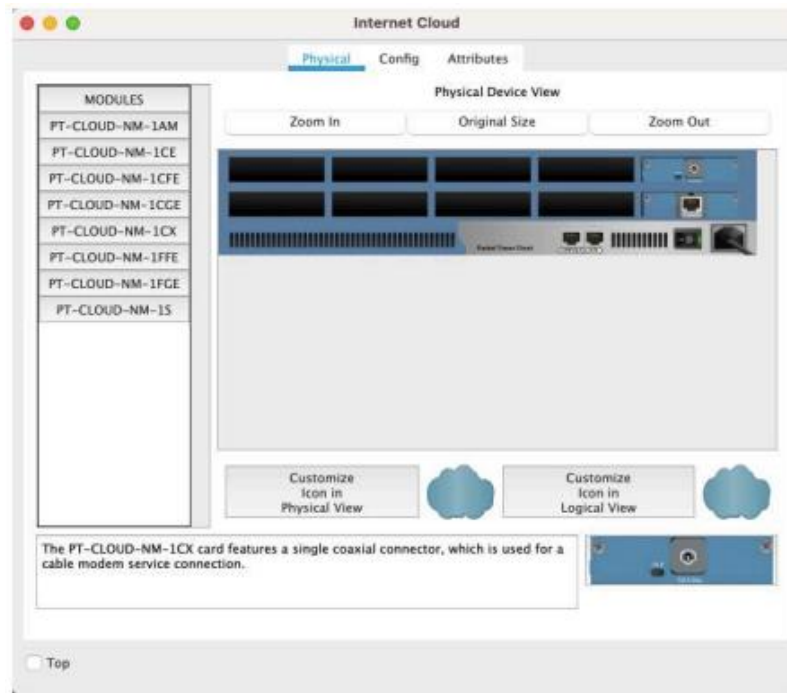 Internet Cloud
Physical Config Attributes
MODULES
PT-CLOUD-NM-1AM
PT-CLOUD-NM-1CE
PT-CLOUD-NM-1CFE
PT-CLOUD-NM-1CGE
PT-CLOUD-NM-1CX
PT-CLOUD-NM-1FFE
PT-CLOUD-NM-1FGE
PT-CLOUD-NM-1S
Physical Device View
Zoom In Original Size Zoom Out
Customize
Icon in
Physical View
Customize
Icon in
Logical View
The PT-CLOUD-NM-1CX card features a single coaxial connector, which is used for a
cable modem service connection.
Top